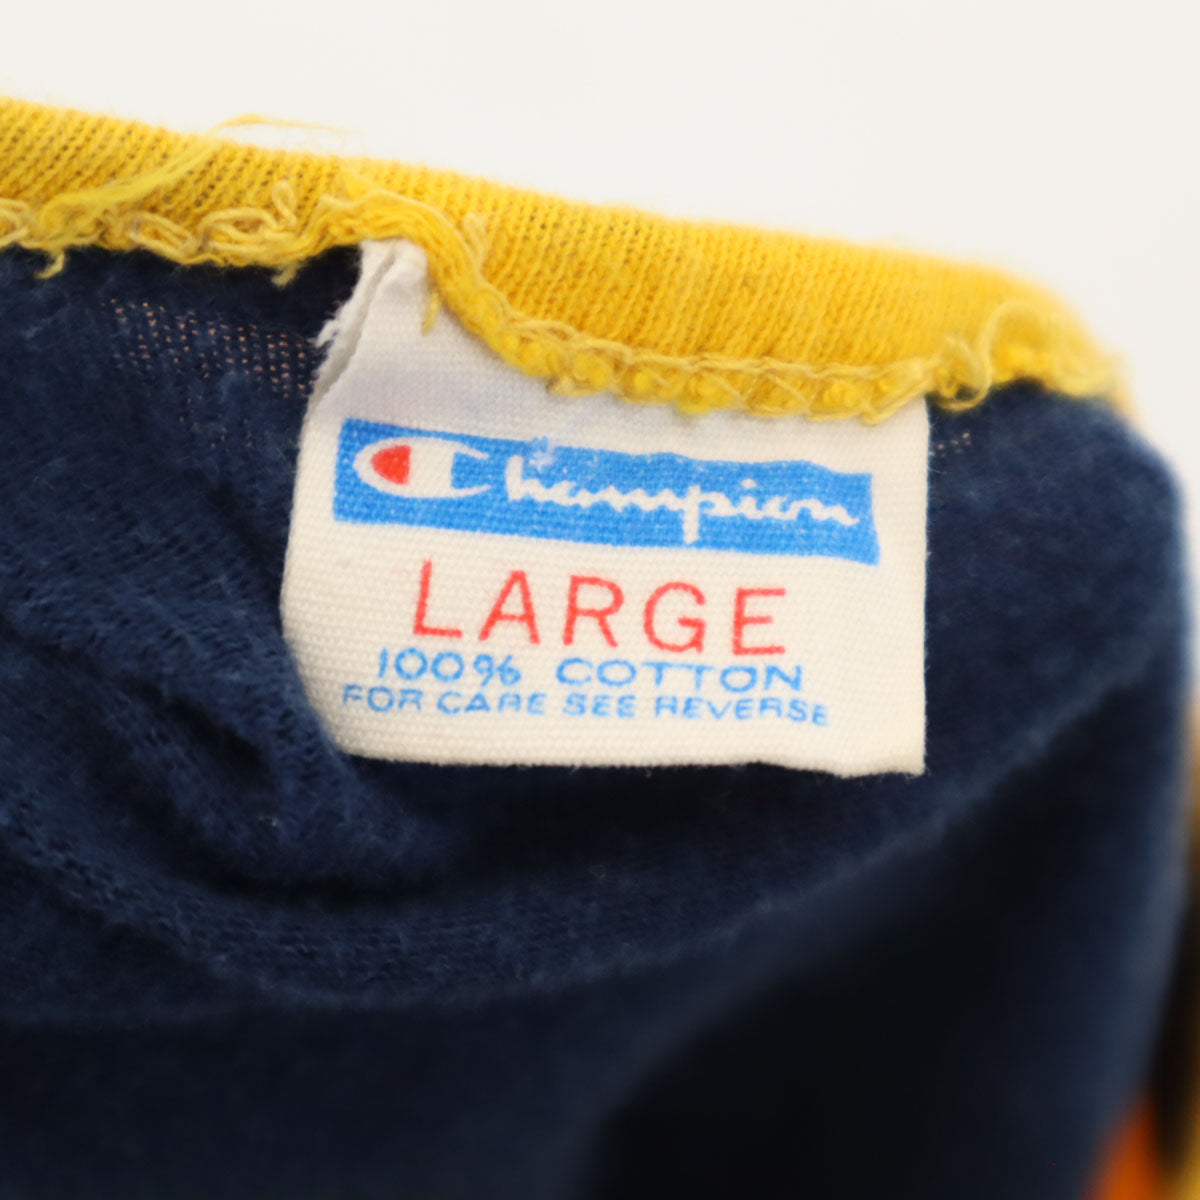 Champion
LARGE
100% COTTON
FOR CARE SEE REVERSE